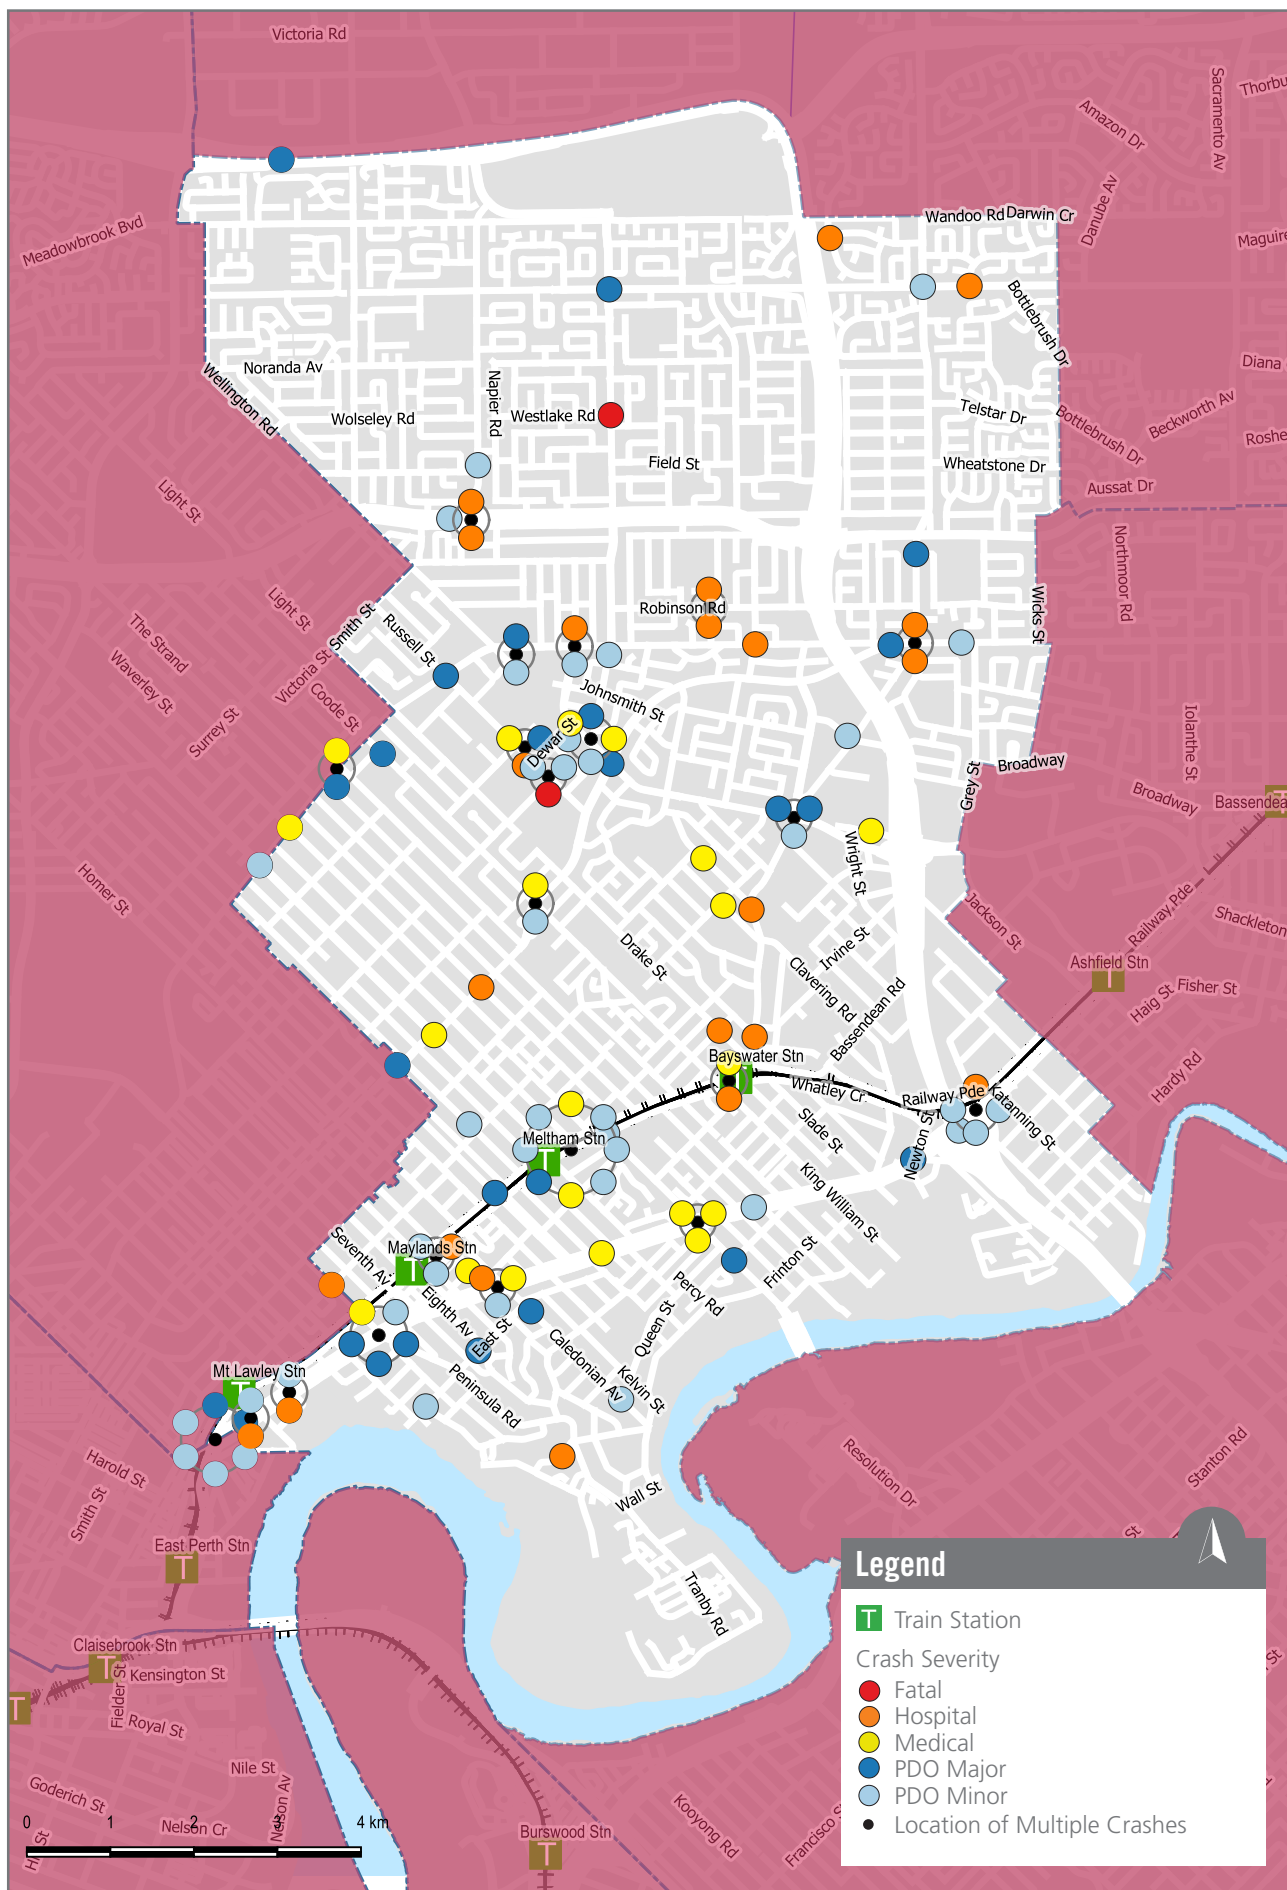 Victoria Rd
Sacramento Av
Amazon Dr
Danube Av
Meadowbrook Bvd
Wandoo Rd
Darwin Cr
Maguire
Bottlebrush Dr
Noranda Av
Wellington Rd
Wolseley Rd
Napier Rd
Westlake Rd
Diana
Telstar Dr
Bottlebrush Dr
Beckworth Av
Field St
Wheatstone Dr
Aussat Dr
Light St
Northmoor Rd
Light St
Smith St
Russell St
Robinson Rd
Wicks St
The Strand
Waverley St
Victoria St
Coode St
Surrey St
Johnsmith St
Dewar St
Iolanthe St
Grey St
Broadway
Broadway
Wright St
Homer St
Drake St
Irvine St
Clavering Rd
Bassendean Rd
Jackson St
Railway Pde
Shackleton
Ashfield Stn
Haig St
Fisher St
Bayswater Stn
Whatley Cr
Railway Pde
Katanning St
Hardy Rd
Meltham Stn
Slade St
Newton St
King William St
Seventh Av
Maylands Stn
Eighth Av
East St
Percy Rd
Frinton St
Queen St
Caledonian Av
Kelvin St
Mt Lawley Stn
Peninsula Rd
Harold St
Smith St
Wall St
Resolution Dr
Stanton Rd
East Perth Stn
Tranby Rd
Claisebrook Stn
Kensington St
Fielder St
Royal St
Nile St
Goderich St
Nelson Cr
Nelson Av
Burswood Stn
Kooyong Rd
0 1 2 3 4 km
Legend
T Train Station
Crash Severity
Fatal
Hospital
Medical
PDO Major
PDO Minor
Location of Multiple Crashes